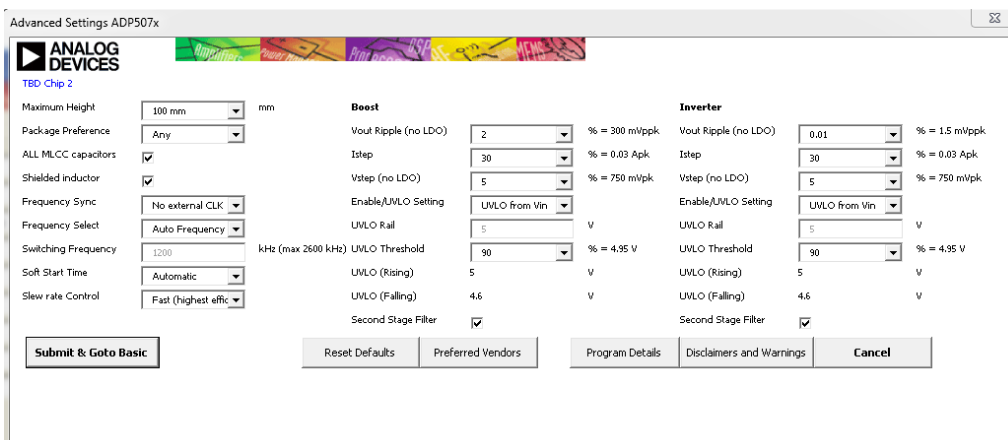 Advanced Settings ADP507x
ANALOG
DEVICES
TBD Chip 2
Maximum Height 100 mm mm
Package Preference Any
ALL MLCC capacitors
Shielded inductor
Frequency Sync No external CLK
Frequency Select Auto Frequency
Switching Frequency 1200 kHz (max 2600 kHz)
Soft Start Time Automatic
Slew rate Control Fast (highest effic
Boost
Vout Ripple (no LDO) 2 % = 300 mVppk
Istep 30 % = 0.03 Apk
Vstep (no LDO) 5 % = 750 mVpk
Enable/UVLO Setting UVLO from Vin
UVLO Rail 5 V
UVLO Threshold 90 % = 4.95 V
UVLO (Rising) 5 V
UVLO (Falling) 4.6 V
Second Stage Filter
Inverter
Vout Ripple (no LDO) 0.01 % = 1.5 mVppk
Istep 30 % = 0.03 Apk
Vstep (no LDO) 5 % = 750 mVpk
Enable/UVLO Setting UVLO from Vin
UVLO Rail 5 V
UVLO Threshold 90 % = 4.95 V
UVLO (Rising) 5 V
UVLO (Falling) 4.6 V
Second Stage Filter
Submit & Goto Basic
Reset Defaults
Preferred Vendors
Program Details
Disclaimers and Warnings
Cancel